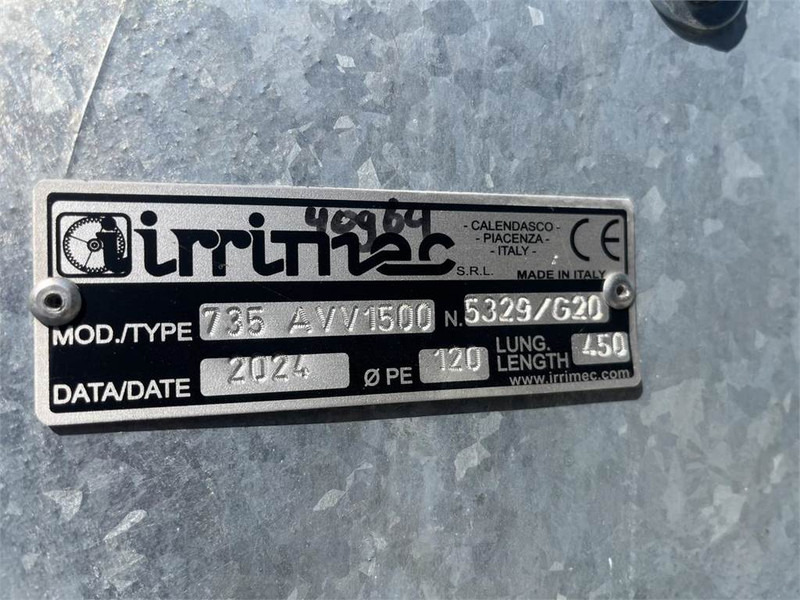 40964
irrimec S.R.L.
- CALENDASCO -
- PIACENZA -
- ITALY -
CE
MADE IN ITALY
MOD./TYPE 735 AVV1500 N. 5329/G20
DATA/DATE 2024 Ø PE 120 LUNG. LENGTH 450
www.irrimec.com